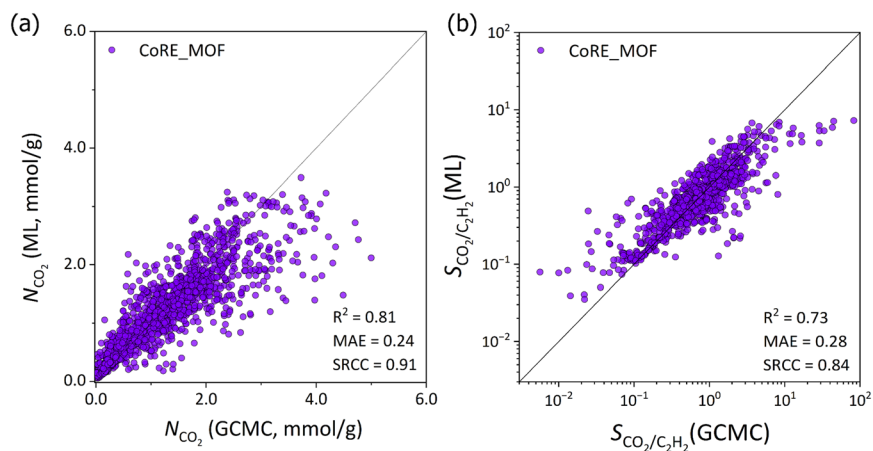 (a)
6.0
4.0
2.0
0.0
0.0
2.0
4.0
6.0
N_CO₂ (ML, mmol/g)
N_CO₂ (GCMC, mmol/g)
CoRE_MOF
R² = 0.81
MAE = 0.24
SRCC = 0.91
(b)
10²
10¹
10⁰
10⁻¹
10⁻²
10⁻²
10⁻¹
10⁰
10¹
10²
S_CO₂/C₂H₂(ML)
S_CO₂/C₂H₂(GCMC)
CoRE_MOF
R² = 0.73
MAE = 0.28
SRCC = 0.84